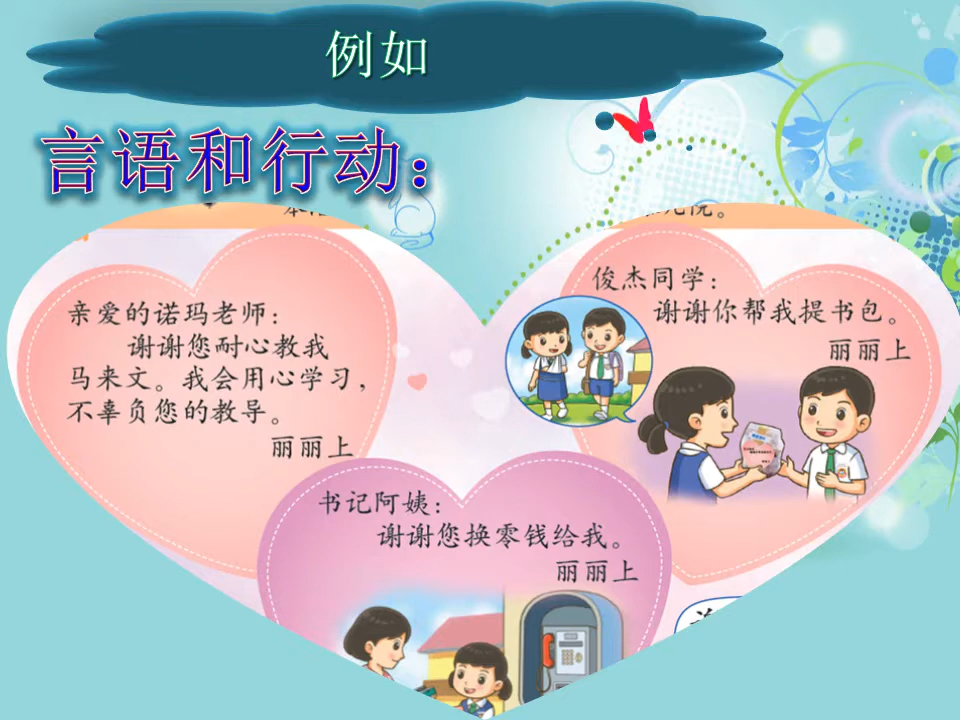 例如
言语和行动：
亲爱的诺玛老师：
谢谢您耐心教我
马来文。我会用心学习，
不辜负您的教导。
丽丽上
俊杰同学：
谢谢你帮我提书包。
丽丽上
书记阿姨：
谢谢您换零钱给我。
丽丽上